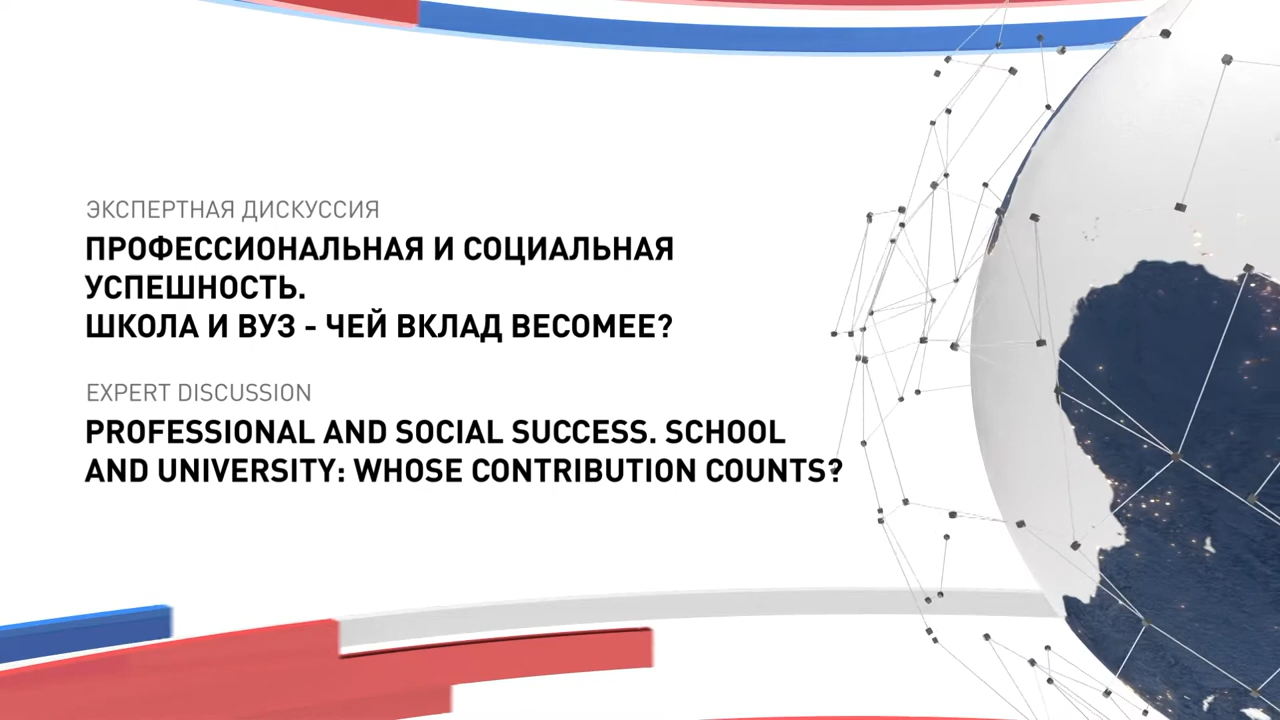 ЭКСПЕРТНАЯ ДИСКУССИЯ
ПРОФЕССИОНАЛЬНАЯ И СОЦИАЛЬНАЯ
УСПЕШНОСТЬ.
ШКОЛА И ВУЗ - ЧЕЙ ВКЛАД ВЕСОМЕЕ?
EXPERT DISCUSSION
PROFESSIONAL AND SOCIAL SUCCESS. SCHOOL
AND UNIVERSITY: WHOSE CONTRIBUTION COUNTS?